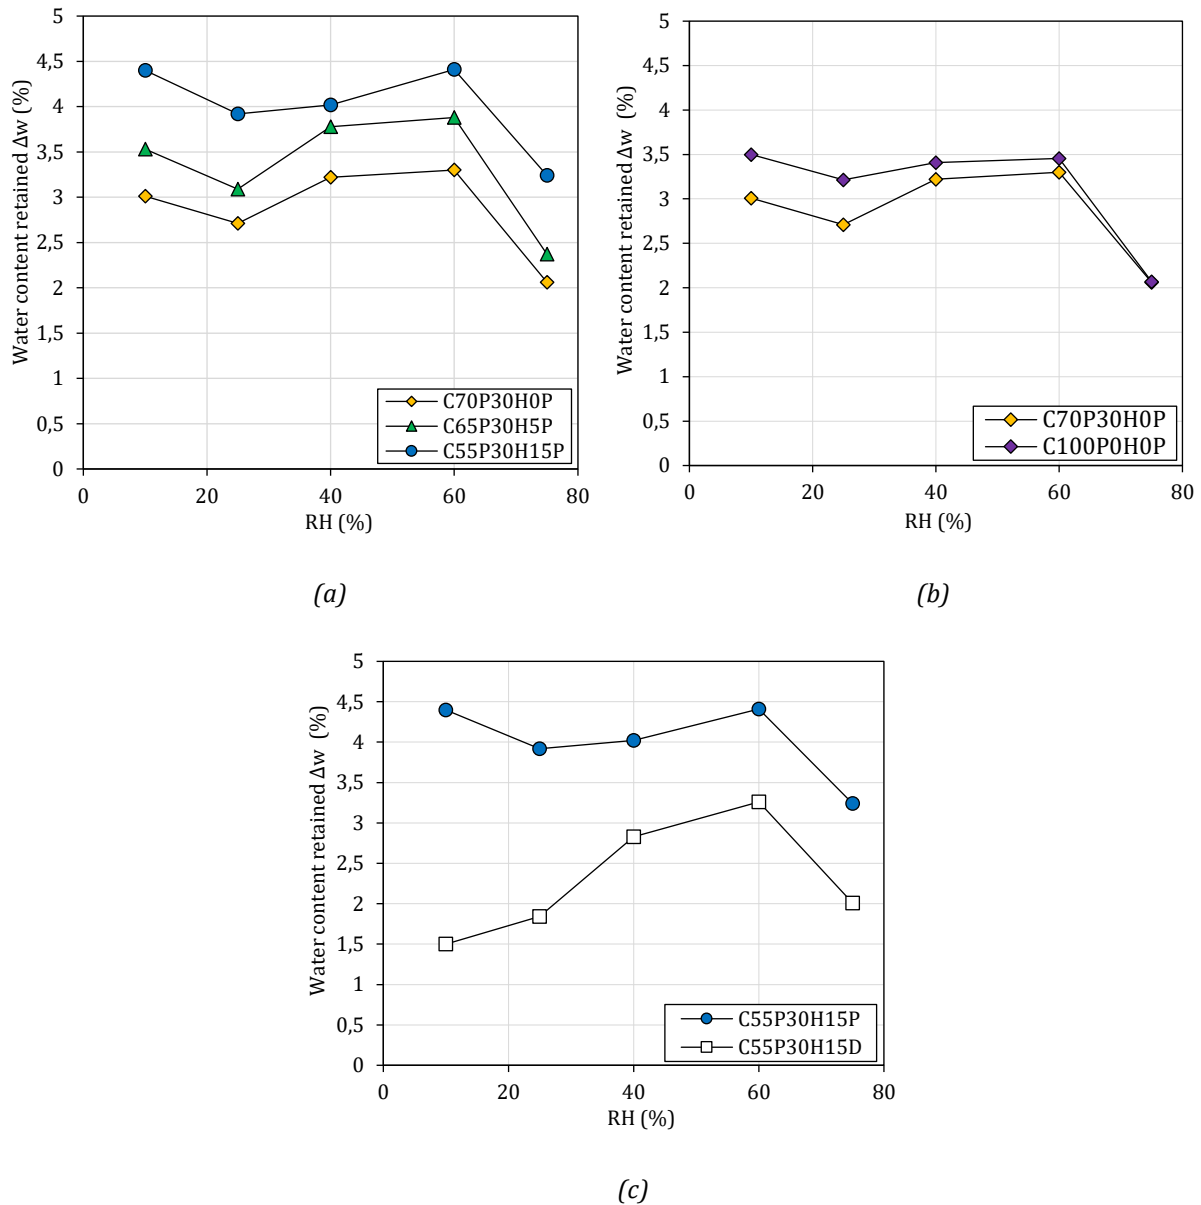 5
4,5
4
3,5
3
2,5
2
1,5
1
0,5
0
Water content retained Δw (%)
0 20 40 60 80
RH (%)
C70P30H0P
C65P30H5P
C55P30H15P
(a)
5
4,5
4
3,5
3
2,5
2
1,5
1
0,5
0
Water content retained Δw (%)
0 20 40 60 80
RH (%)
C70P30H0P
C100P0H0P
(b)
5
4,5
4
3,5
3
2,5
2
1,5
1
0,5
0
Water content retained Δw (%)
0 20 40 60 80
RH (%)
C55P30H15P
C55P30H15D
(c)